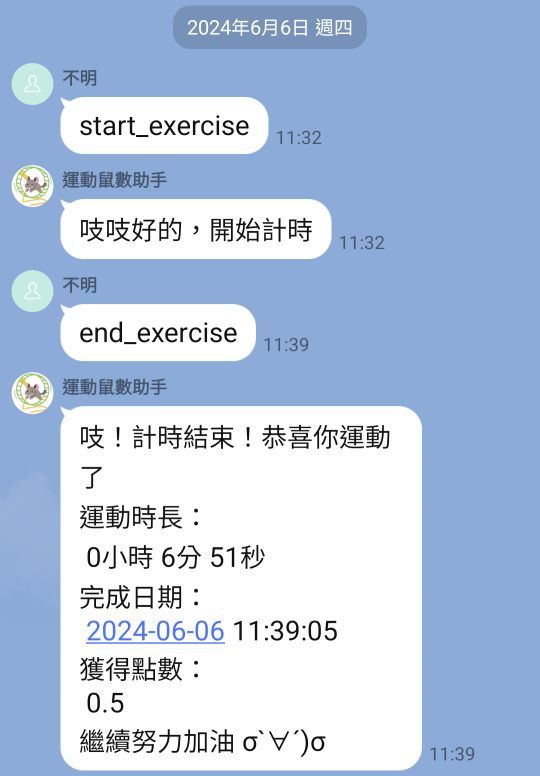 2024年6月6日 週四
不明
start_exercise
11:32
運動鼠數助手
吱吱好的，開始計時
11:32
不明
end_exercise
11:39
運動鼠數助手
吱！計時結束！恭喜你運動
了
運動時長：
0小時 6分 51秒
完成日期：
2024-06-06 11:39:05
獲得點數：
0.5
繼續努力加油 σ`∀´)σ
11:39